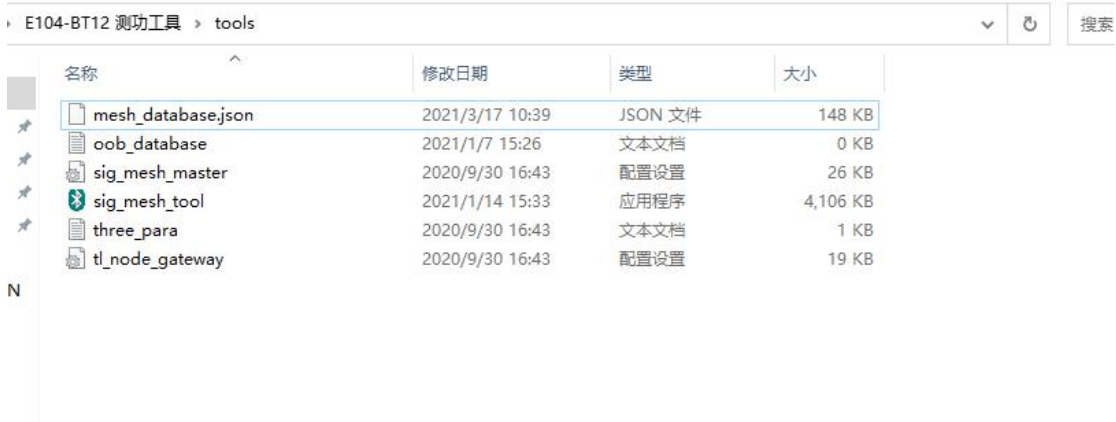 E104-BT12 测功工具 › tools 搜索
名称 修改日期 类型 大小
mesh_database.json 2021/3/17 10:39 JSON 文件 148 KB
oob_database 2021/1/7 15:26 文本文档 0 KB
sig_mesh_master 2020/9/30 16:43 配置设置 26 KB
sig_mesh_tool 2021/1/14 15:33 应用程序 4,106 KB
three_para 2020/9/30 16:43 文本文档 1 KB
tl_node_gateway 2020/9/30 16:43 配置设置 19 KB
N